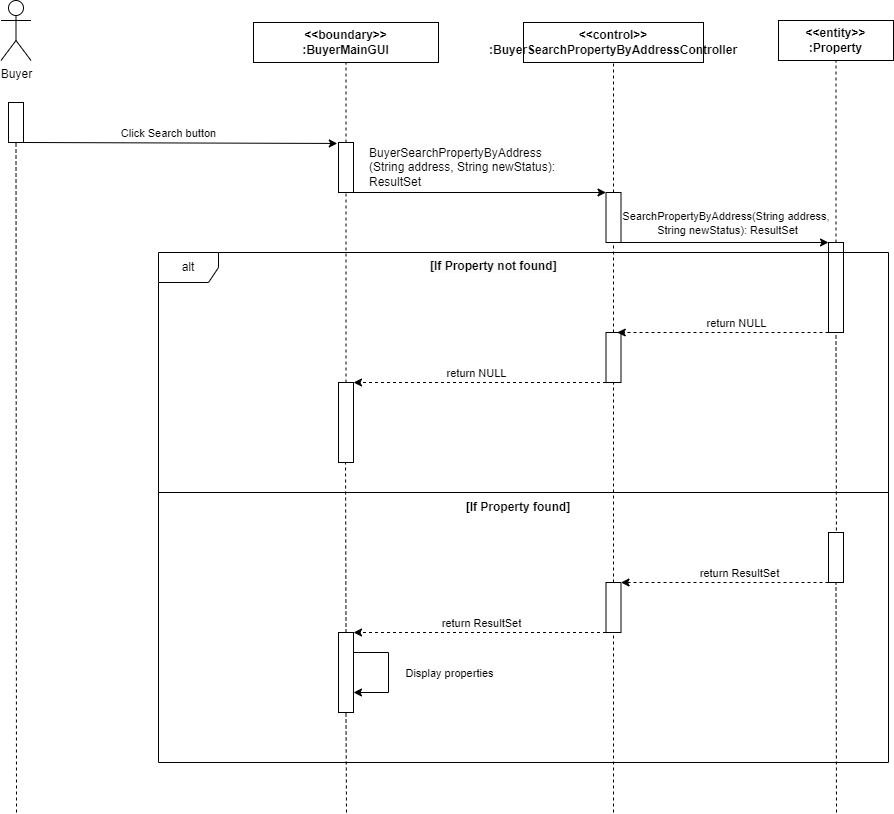 Buyer
<<boundary>>
:BuyerMainGUI
<<control>>
:BuyerSearchPropertyByAddressController
<<entity>>
:Property
Click Search button
BuyerSearchPropertyByAddress
(String address, String newStatus):
ResultSet
SearchPropertyByAddress(String address,
String newStatus): ResultSet
alt
[If Property not found]
return NULL
return NULL
[If Property found]
return ResultSet
return ResultSet
Display properties